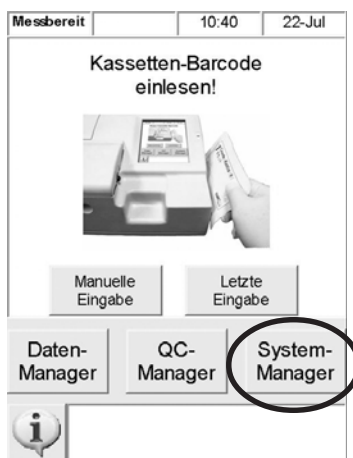 Messbereit 10:40 22-Jul
Kassetten-Barcode
einlesen!
Manuelle
Eingabe
Letzte
Eingabe
Daten-
Manager
QC-
Manager
System-
Manager
i